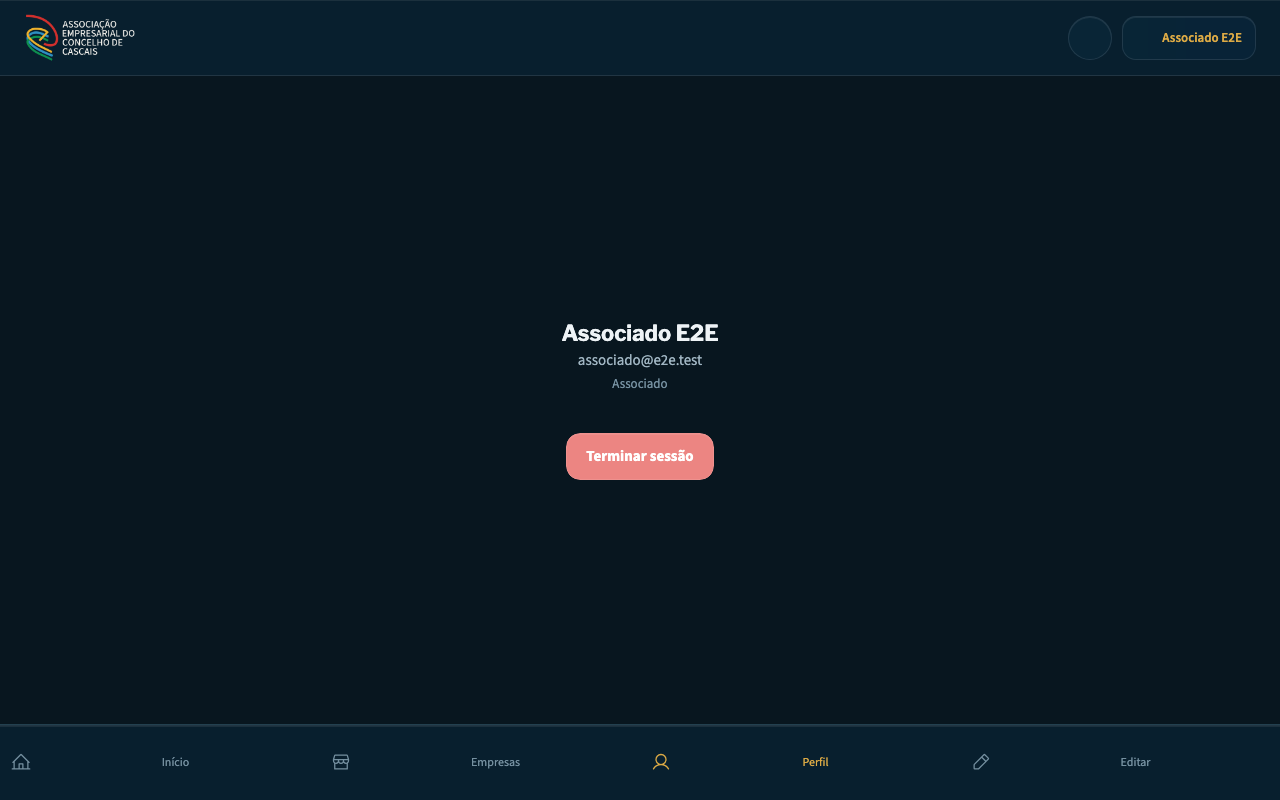 ASSOCIAÇÃO
EMPRESARIAL DO
CONCELHO DE
CASCAIS
Associado E2E
Associado E2E
associado@e2e.test
Associado
Terminar sessão
Início
Empresas
Perfil
Editar